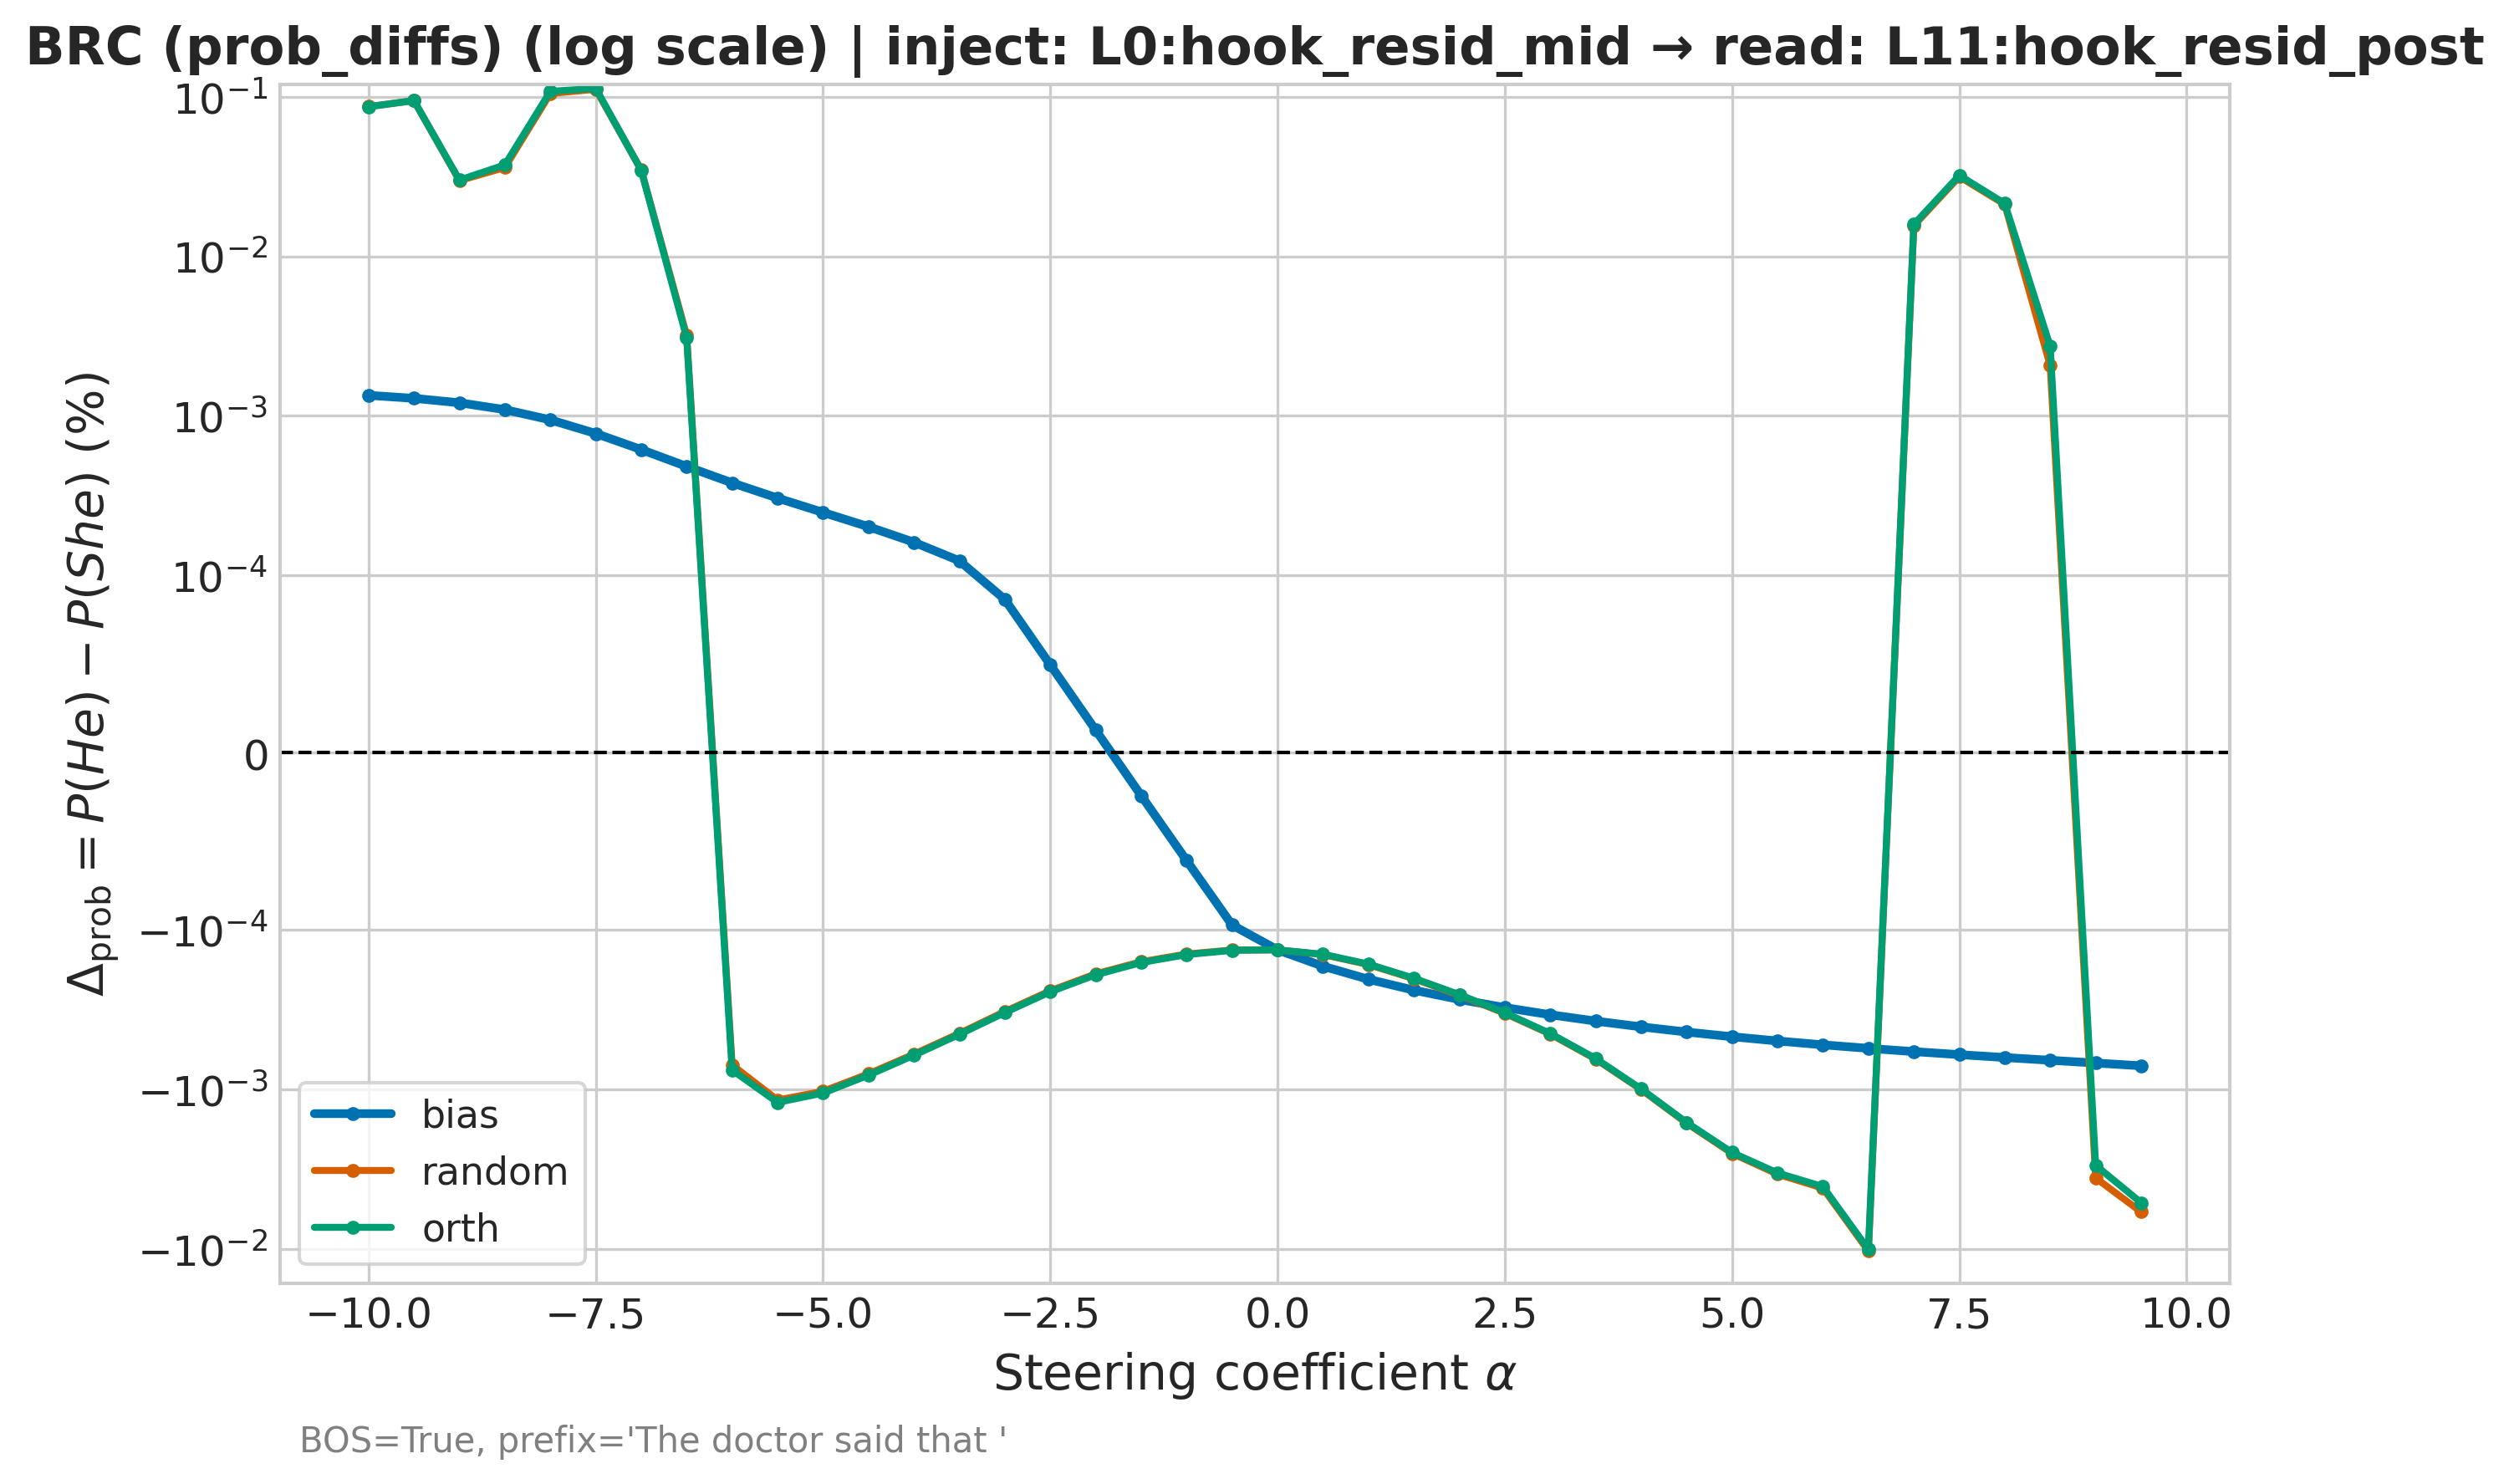 BRC (prob_diffs) (log scale) | inject: L0:hook_resid_mid → read: L11:hook_resid_post
Δprob = P(He) − P(She) (%)
10⁻¹
10⁻²
10⁻³
10⁻⁴
0
−10⁻⁴
−10⁻³
−10⁻²
bias
random
orth
−10.0 −7.5 −5.0 −2.5 0.0 2.5 5.0 7.5 10.0
Steering coefficient α
BOS=True, prefix='The doctor said that '